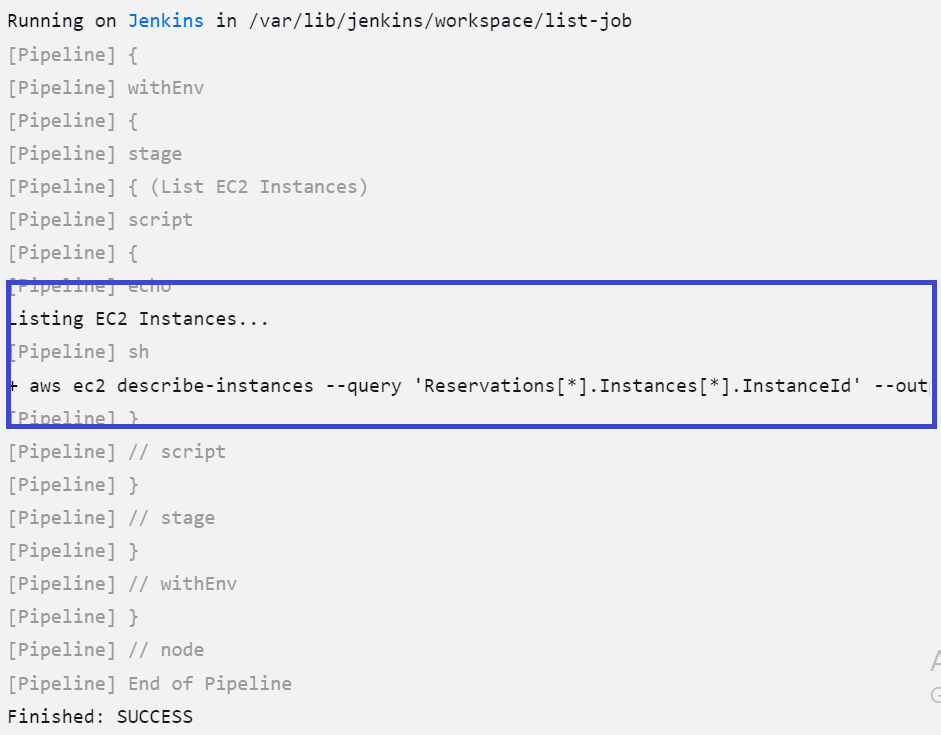 Running on Jenkins in /var/lib/jenkins/workspace/list-job
[Pipeline] {
[Pipeline] withEnv
[Pipeline] {
[Pipeline] stage
[Pipeline] { (List EC2 Instances)
[Pipeline] script
[Pipeline] {
[Pipeline] echo
Listing EC2 Instances...
[Pipeline] sh
+ aws ec2 describe-instances --query 'Reservations[*].Instances[*].InstanceId' --out
[Pipeline] }
[Pipeline] // script
[Pipeline] }
[Pipeline] // stage
[Pipeline] }
[Pipeline] // withEnv
[Pipeline] }
[Pipeline] // node
[Pipeline] End of Pipeline
Finished: SUCCESS